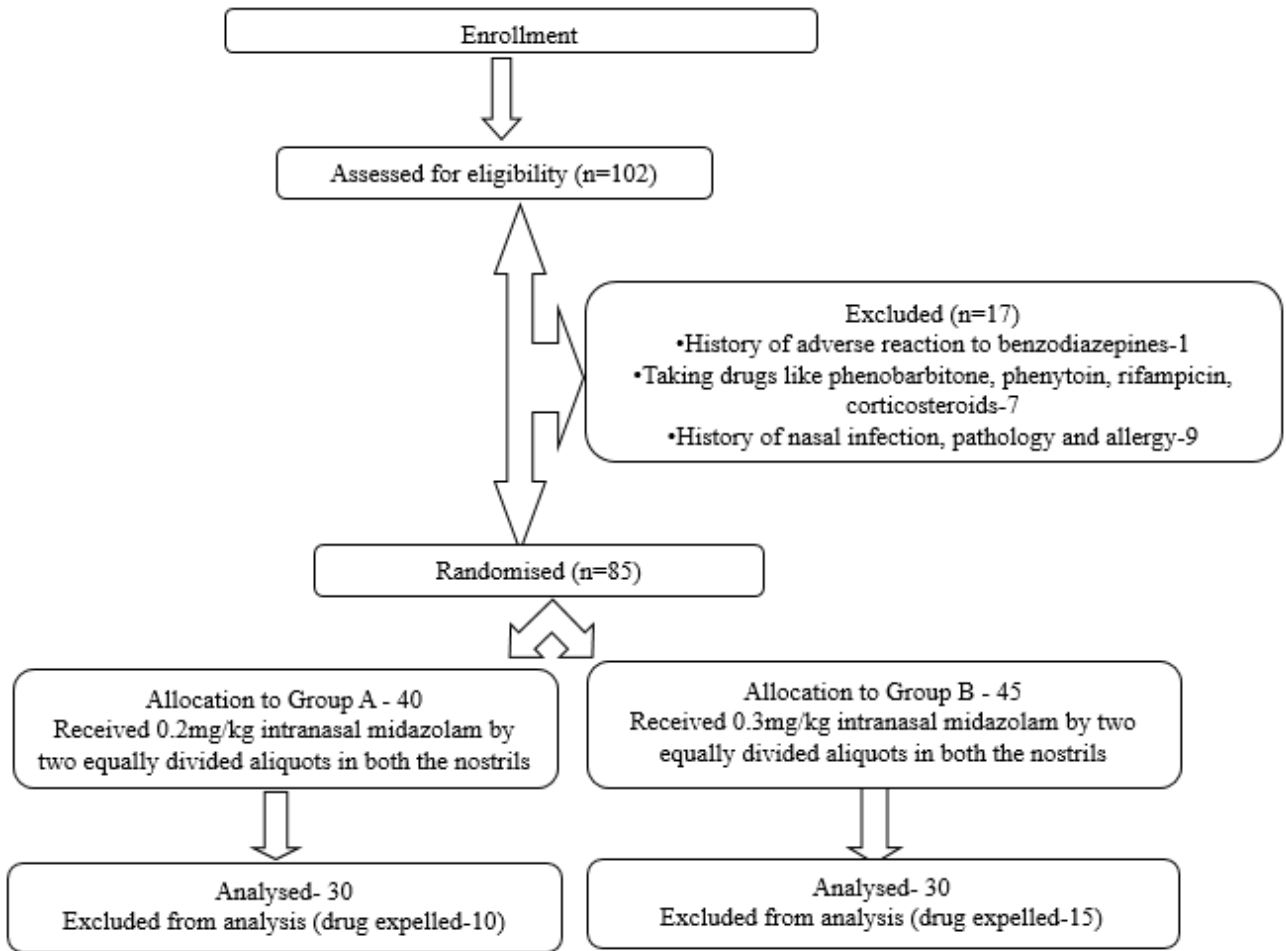 Enrollment
Assessed for eligibility (n=102)
Excluded (n=17)
•History of adverse reaction to benzodiazepines-1
•Taking drugs like phenobarbitone, phenytoin, rifampicin,
corticosteroids-7
•History of nasal infection, pathology and allergy-9
Randomised (n=85)
Allocation to Group A - 40
Received 0.2mg/kg intranasal midazolam by
two equally divided aliquots in both the nostrils
Allocation to Group B - 45
Received 0.3mg/kg intranasal midazolam by two
equally divided aliquots in both the nostrils
Analysed- 30
Excluded from analysis (drug expelled-10)
Analysed- 30
Excluded from analysis (drug expelled-15)